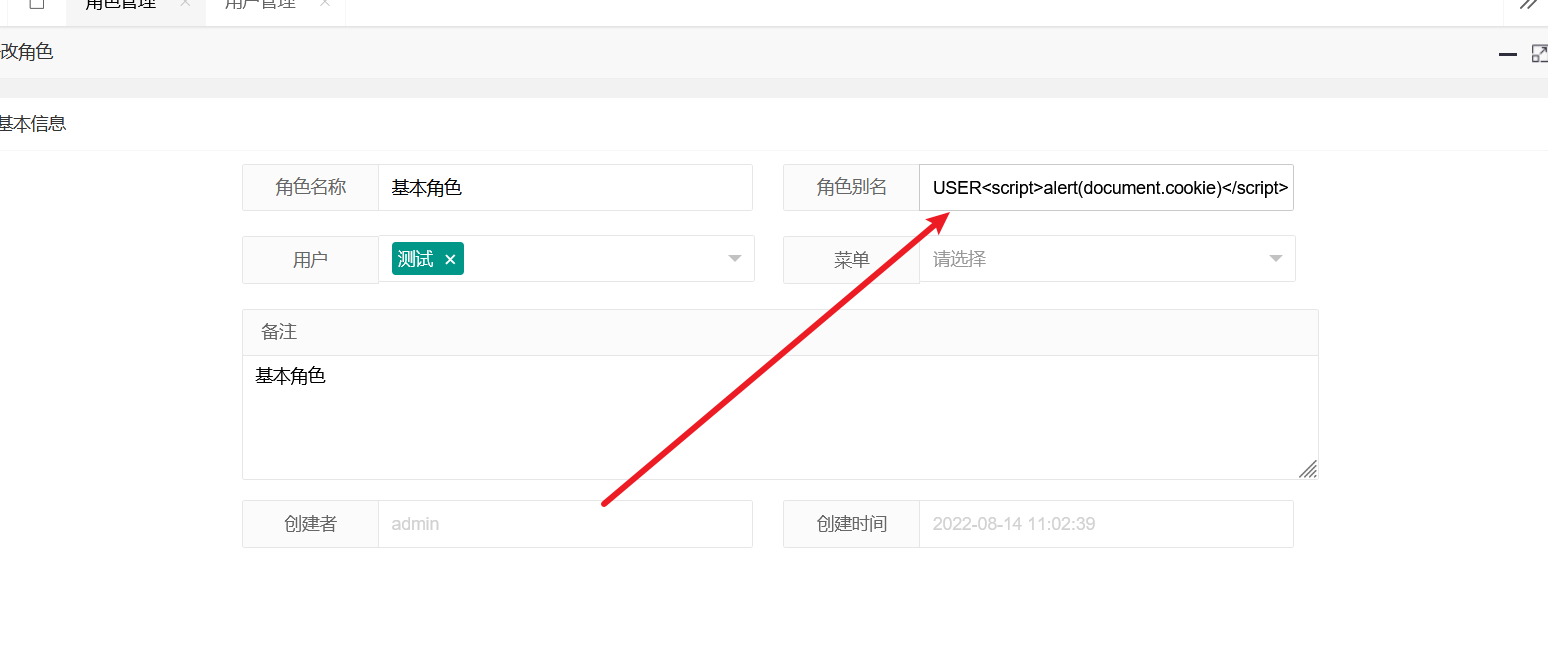 角色管理 用户管理
改角色
基本信息
角色名称 基本角色 角色别名 USER<script>alert(document.cookie)</script>
用户 测试 × 菜单 请选择
备注
基本角色
创建者 admin 创建时间 2022-08-14 11:02:39